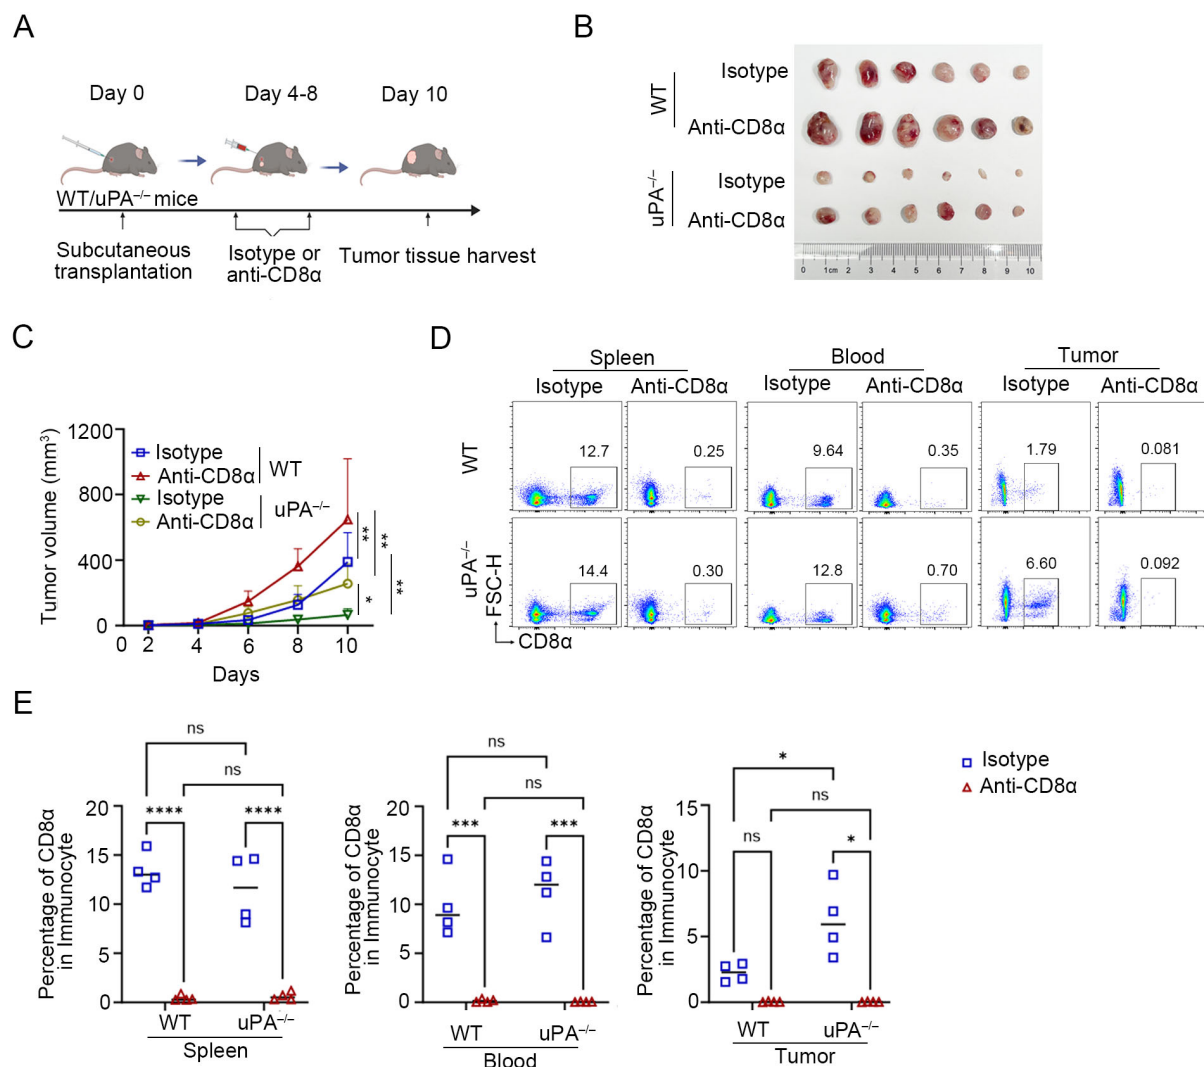 A
Day 0
Day 4-8
Day 10
WT/uPA⁻/⁻ mice
Subcutaneous
transplantation
Isotype or
anti-CD8α
Tumor tissue harvest
B
WT
Isotype
Anti-CD8α
uPA⁻/⁻
Isotype
Anti-CD8α
0 1cm 2 3 4 5 6 7 8 9 10
C
Tumor volume (mm³)
1200
800
400
0
Isotype
Anti-CD8α
WT
Isotype
Anti-CD8α
uPA⁻/⁻
**
**
**
*
0 2 4 6 8 10
Days
D
Spleen
Blood
Tumor
Isotype
Anti-CD8α
Isotype
Anti-CD8α
Isotype
Anti-CD8α
WT
12.7
0.25
9.64
0.35
1.79
0.081
uPA⁻/⁻
14.4
0.30
12.8
0.70
6.60
0.092
FSC-H
CD8α
E
Percentage of CD8α
in Immunocyte
20
15
10
5
0
ns
ns
****
****
WT
uPA⁻/⁻
Spleen
Percentage of CD8α
in Immunocyte
20
15
10
5
0
ns
ns
***
***
WT
uPA⁻/⁻
Blood
Percentage of CD8α
in Immunocyte
15
10
5
0
*
ns
ns
*
WT
uPA⁻/⁻
Tumor
Isotype
Anti-CD8α